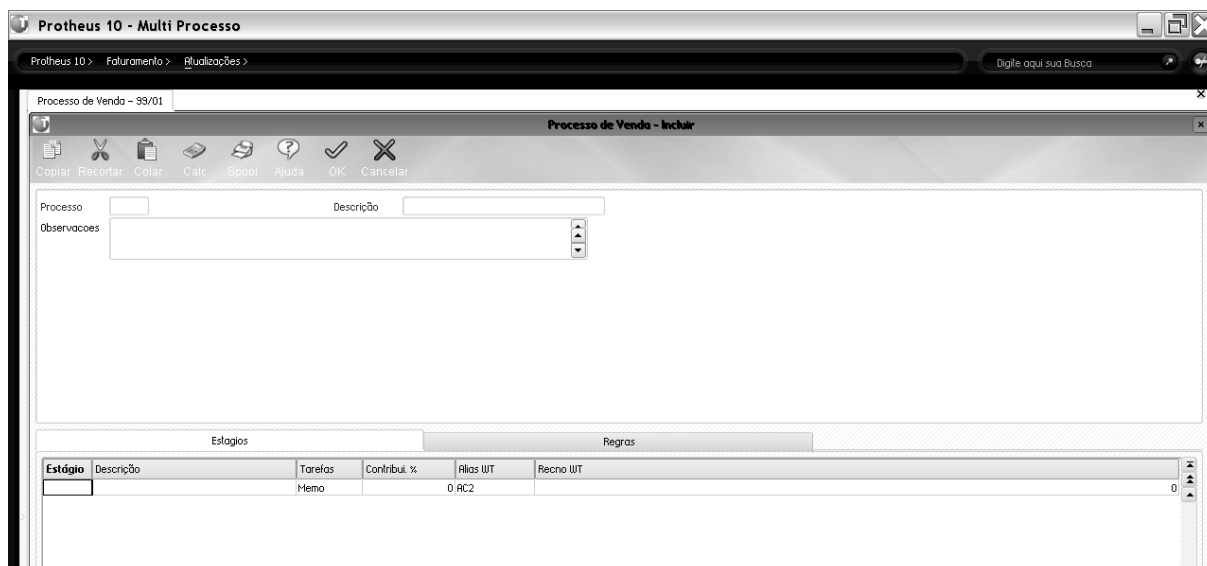 Protheus 10 - Multi Processo
Protheus 10 > Faturamento > Atualizações > Digite aqui sua Busca
Processo de Venda - 99/01
Processo de Venda - Incluir
Copiar Recortar Colar Calc Spool Ajuda OK Cancelar
Processo Descrição
Observacoes
Estagios Regras
Estágio Descrição Tarefas Contribui. % Alias WT Recno WT
Memo 0 AC2 0